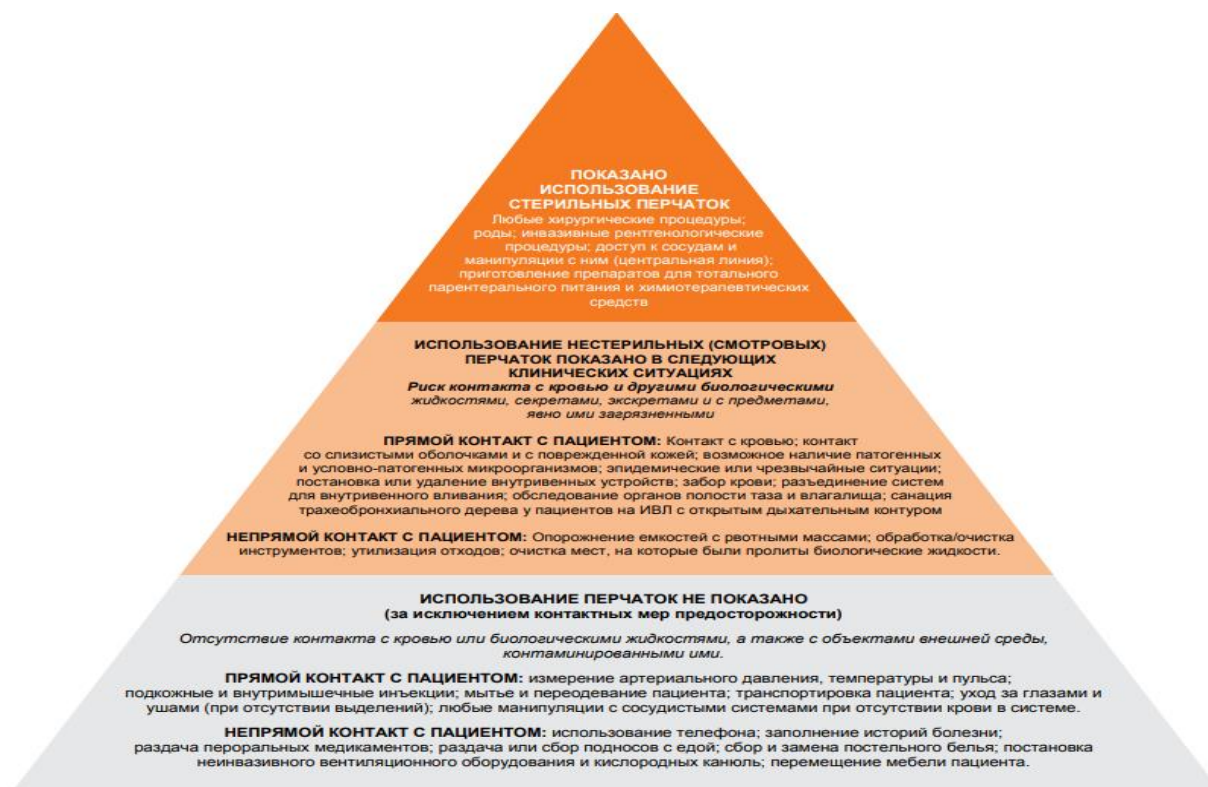 ПОКАЗАНО
ИСПОЛЬЗОВАНИЕ
СТЕРИЛЬНЫХ ПЕРЧАТОК
Любые хирургические процедуры;
роды; инвазивные рентгенологические
процедуры; доступ к сосудам и
манипуляции с ним (центральная линия);
приготовление препаратов для тотального
парентерального питания и химиотерапевтических
средств
ИСПОЛЬЗОВАНИЕ НЕСТЕРИЛЬНЫХ (СМОТРОВЫХ)
ПЕРЧАТОК ПОКАЗАНО В СЛЕДУЮЩИХ
КЛИНИЧЕСКИХ СИТУАЦИЯХ
Риск контакта с кровью и другими биологическими
жидкостями, секретами, экскретами и с предметами,
явно ими загрязненными
ПРЯМОЙ КОНТАКТ С ПАЦИЕНТОМ: Контакт с кровью; контакт
со слизистыми оболочками и с поврежденной кожей; возможное наличие патогенных
и условно-патогенных микроорганизмов; эпидемические или чрезвычайные ситуации;
постановка или удаление внутривенных устройств; забор крови; разъединение систем
для внутривенного вливания; обследование органов полости таза и влагалища; санация
трахеобронхиального дерева у пациентов на ИВЛ с открытым дыхательным контуром
НЕПРЯМОЙ КОНТАКТ С ПАЦИЕНТОМ: Опорожнение емкостей с рвотными массами; обработка/очистка
инструментов; утилизация отходов; очистка мест, на которые были пролиты биологические жидкости.
ИСПОЛЬЗОВАНИЕ ПЕРЧАТОК НЕ ПОКАЗАНО
(за исключением контактных мер предосторожности)
Отсутствие контакта с кровью или биологическими жидкостями, а также с объектами внешней среды,
контаминированными ими.
ПРЯМОЙ КОНТАКТ С ПАЦИЕНТОМ: измерение артериального давления, температуры и пульса;
подкожные и внутримышечные инъекции; мытье и переодевание пациента; транспортировка пациента; уход за глазами и
ушами (при отсутствии выделений); любые манипуляции с сосудистыми системами при отсутствии крови в системе.
НЕПРЯМОЙ КОНТАКТ С ПАЦИЕНТОМ: использование телефона; заполнение историй болезни;
раздача пероральных медикаментов; раздача или сбор подносов с едой; сбор и замена постельного белья; постановка
неинвазивного вентиляционного оборудования и кислородных канюль; перемещение мебели пациента.